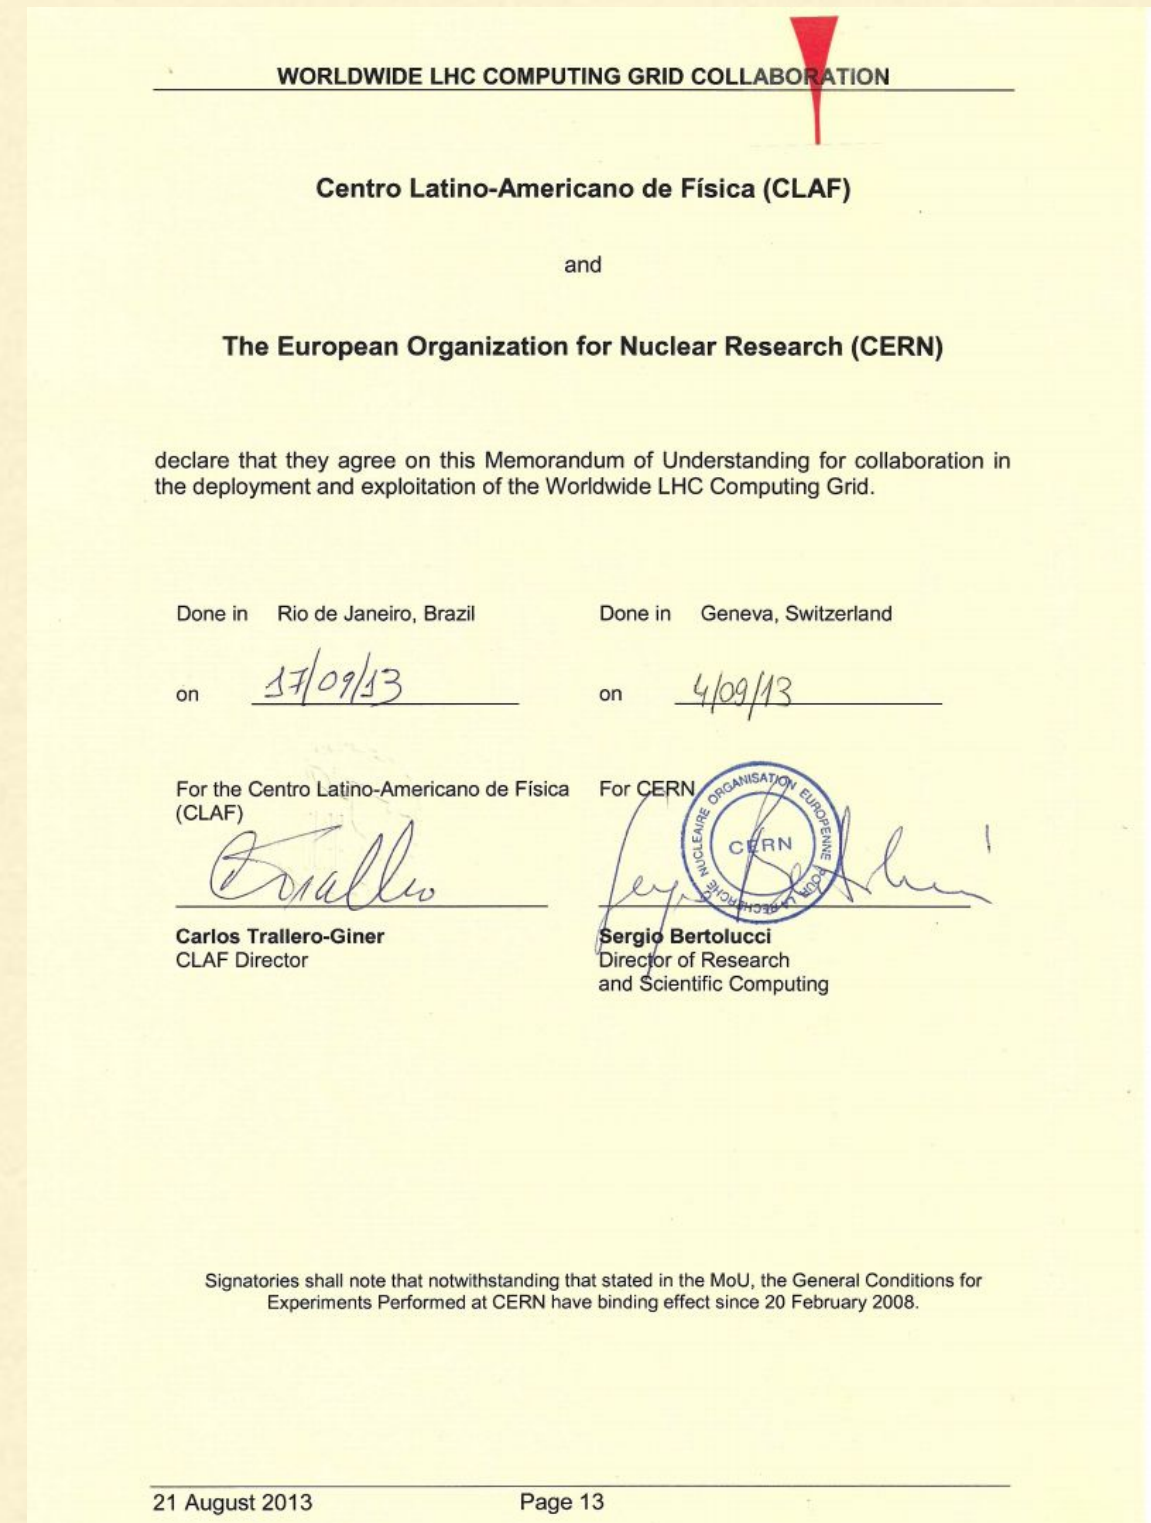 WORLDWIDE LHC COMPUTING GRID COLLABORATION
Centro Latino-Americano de Física (CLAF)
and
The European Organization for Nuclear Research (CERN)
declare that they agree on this Memorandum of Understanding for collaboration in
the deployment and exploitation of the Worldwide LHC Computing Grid.
Done in Rio de Janeiro, Brazil
on 17/09/13
For the Centro Latino-Americano de Física
(CLAF)
Carlos Trallero-Giner
CLAF Director
Done in Geneva, Switzerland
on 4/09/13
For CERN
ORGANISATION EUROPENNE POUR LA RECHERCHE NUCLEAIRE
CERN
Sergio Bertolucci
Director of Research
and Scientific Computing
Signatories shall note that notwithstanding that stated in the MoU, the General Conditions for
Experiments Performed at CERN have binding effect since 20 February 2008.
21 August 2013 Page 13